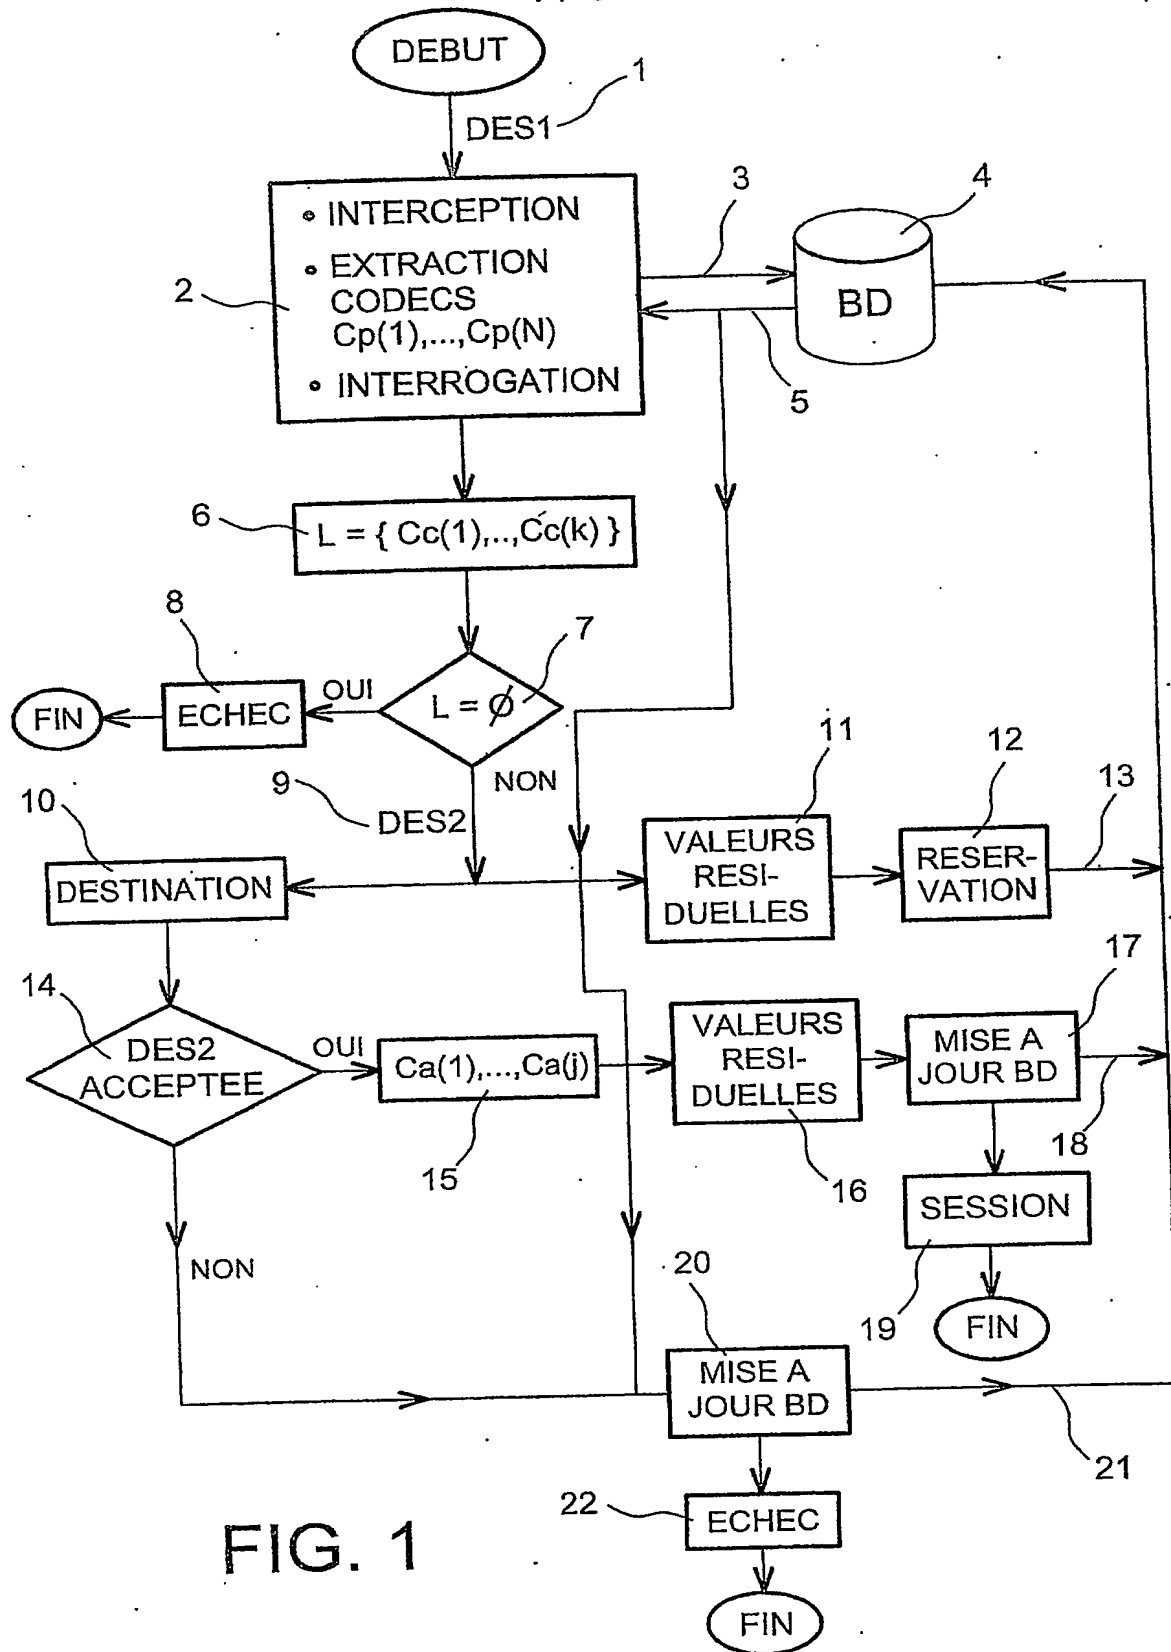 DEBUT
1
DES1
• INTERCEPTION
• EXTRACTION
CODECS
Cp(1),...,Cp(N)
• INTERROGATION
2
3
4
BD
5
6
L = { Cc(1),..,Cc(k) }
8
7
FIN
ECHEC
OUI
L = Ø
NON
9
DES2
10
DESTINATION
11
VALEURS
RESI-
DUELLES
12
RESER-
VATION
13
14
DES2
ACCEPTEE
OUI
Ca(1),...,Ca(j)
15
VALEURS
RESI-
DUELLES
16
17
MISE A
JOUR BD
18
SESSION
19
FIN
NON
20
MISE A
JOUR BD
21
22
ECHEC
FIN
FIG. 1